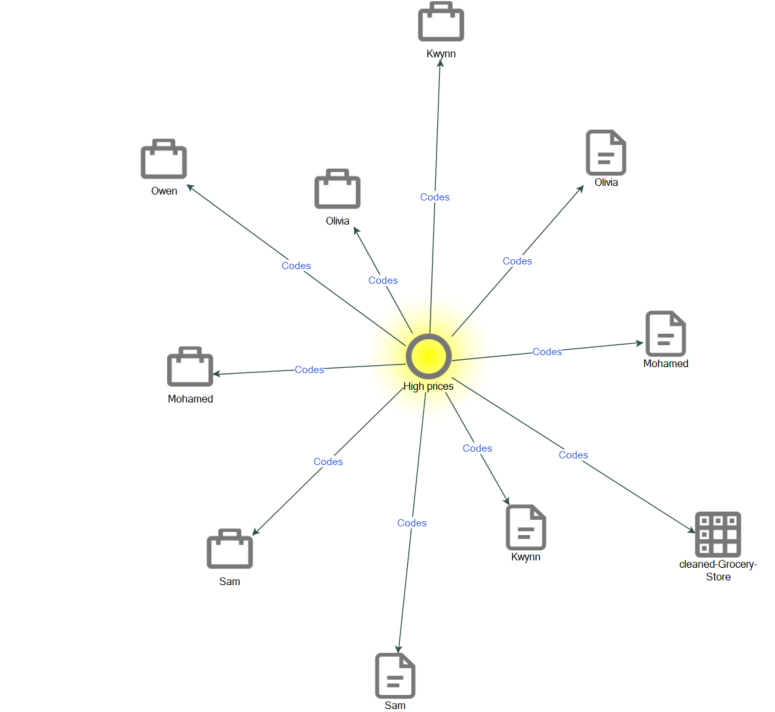 Kwynn
Olivia
Owen
Codes
Olivia
Codes
Codes
Codes
Codes
Mohamed
Codes
Mohamed
Codes
High prices
Codes
Codes
Codes
Codes
Kwynn
cleaned-Grocery-
Store
Sam
Sam